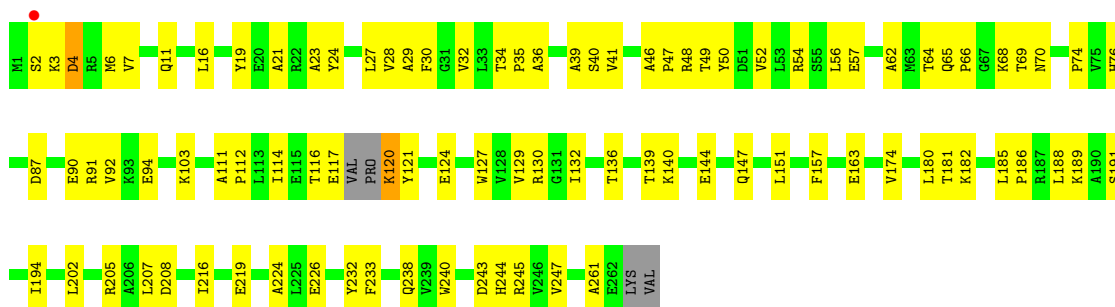 M1 S2 K3 D4 R5 M6 V7 Q11 L16 Y19 E20 A21 R22 A23 Y24 L27 V28 A29 F30 G31 V32 L33 T34 P35 A36 A39 S40 V41 A46 P47 R48 T49 Y50 D51 V52 L53 R54 S55 L56 E57 A62 M63 T64 Q65 P66 G67 K68 T69 N70 P74 V75 H76
D87 E90 R91 V92 K93 E94 K103 A111 P112 L113 I114 E115 T116 E117 VAL PRO K120 Y121 E124 W127 V128 V129 R130 G131 I132 T136 T139 K140 E144 Q147 L151 F157 E163 V174 L180 T181 K182 L185 P186 R187 L188 K189 A190 S191
I194 L202 R205 A206 L207 D208 I216 E219 A224 L225 E226 Y232 F233 Q238 V239 W240 D243 H244 R245 V246 V247 A261 E262 LYS VAL